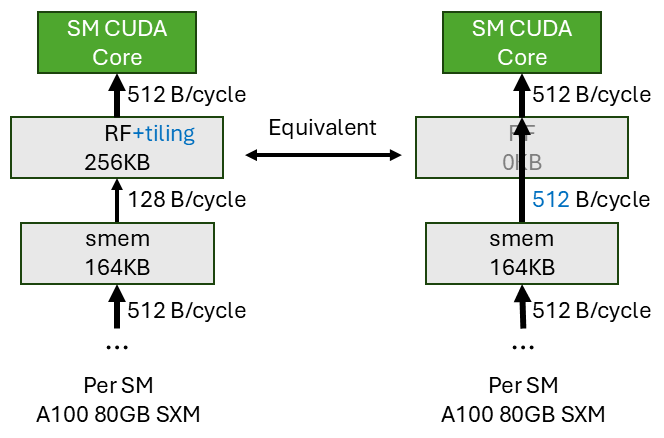 SM CUDA
Core
512 B/cycle
RF+tiling
256KB
128 B/cycle
smem
164KB
512 B/cycle
...
Per SM
A100 80GB SXM
Equivalent
SM CUDA
Core
512 B/cycle
RF
0KB
512 B/cycle
smem
164KB
512 B/cycle
...
Per SM
A100 80GB SXM